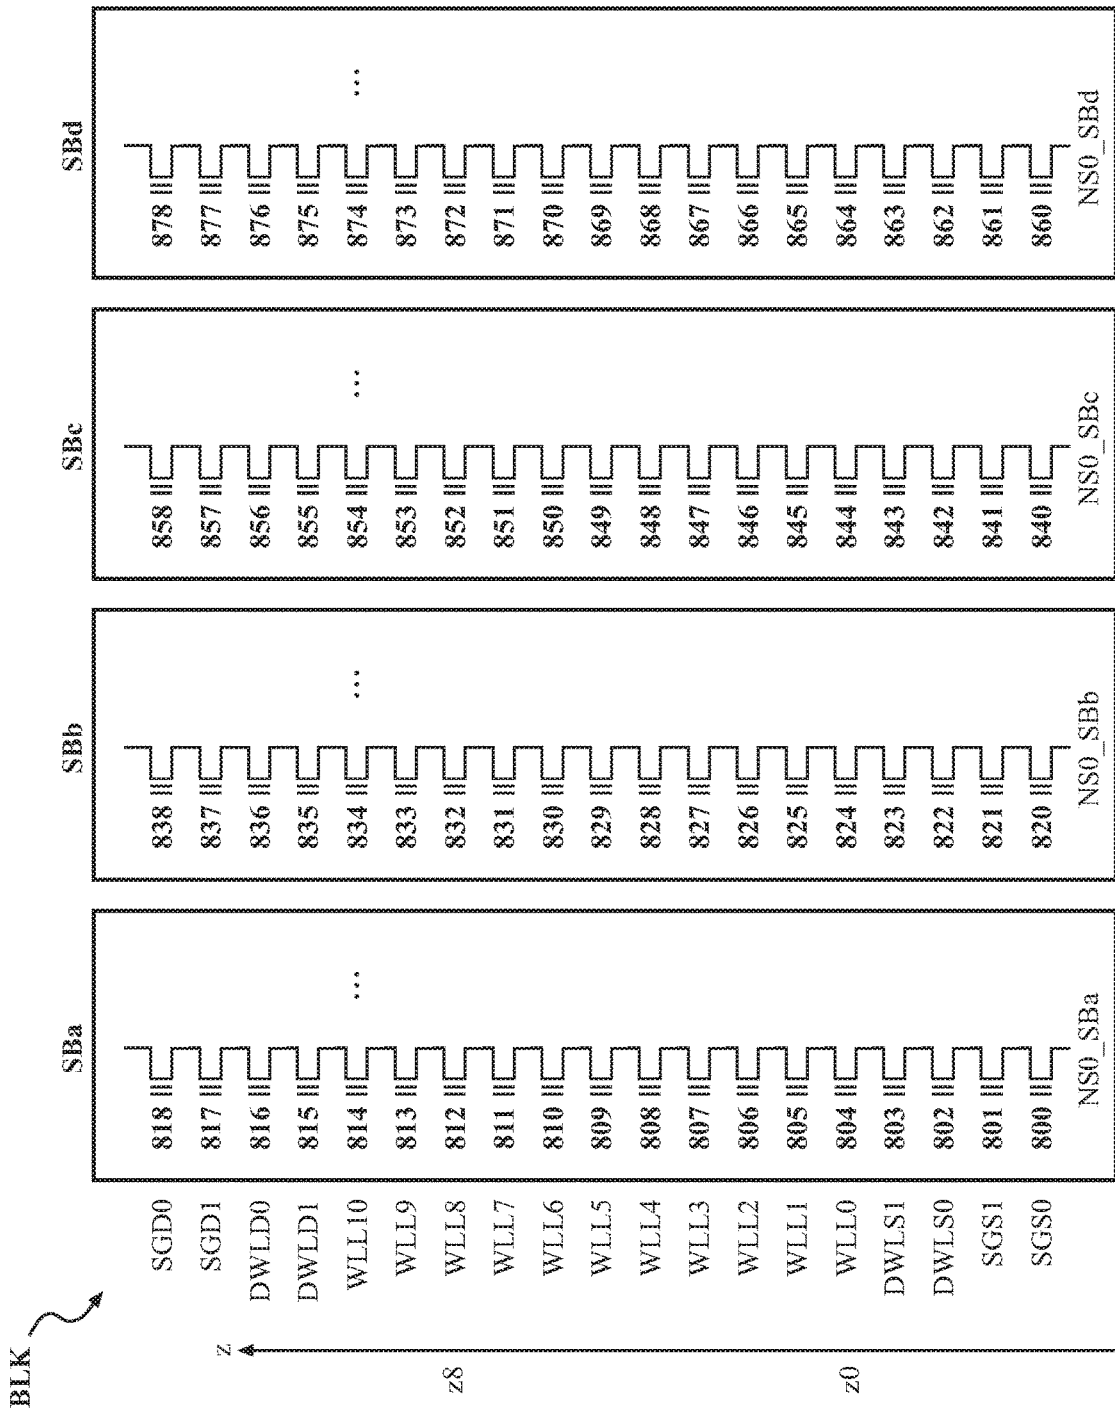 BLK
SBa SBb SBc SBd
z
SGD0 818 838 858 878
SGD1 817 837 857 877
DWLD0 816 836 856 876
DWLD1 815 835 855 875
WLL10 814 ... 834 ... 854 ... 874 ...
WLL9 813 833 853 873
z8 WLL8 812 832 852 872
WLL7 811 831 851 871
WLL6 810 830 850 870
WLL5 809 829 849 869
WLL4 808 828 848 868
WLL3 807 827 847 867
WLL2 806 826 846 866
WLL1 805 825 845 865
z0 WLL0 804 824 844 864
DWLS1 803 823 843 863
DWLS0 802 822 842 862
SGS1 801 821 841 861
SGS0 800 820 840 860
NS0_SBa NS0_SBb NS0_SBc NS0_SBd